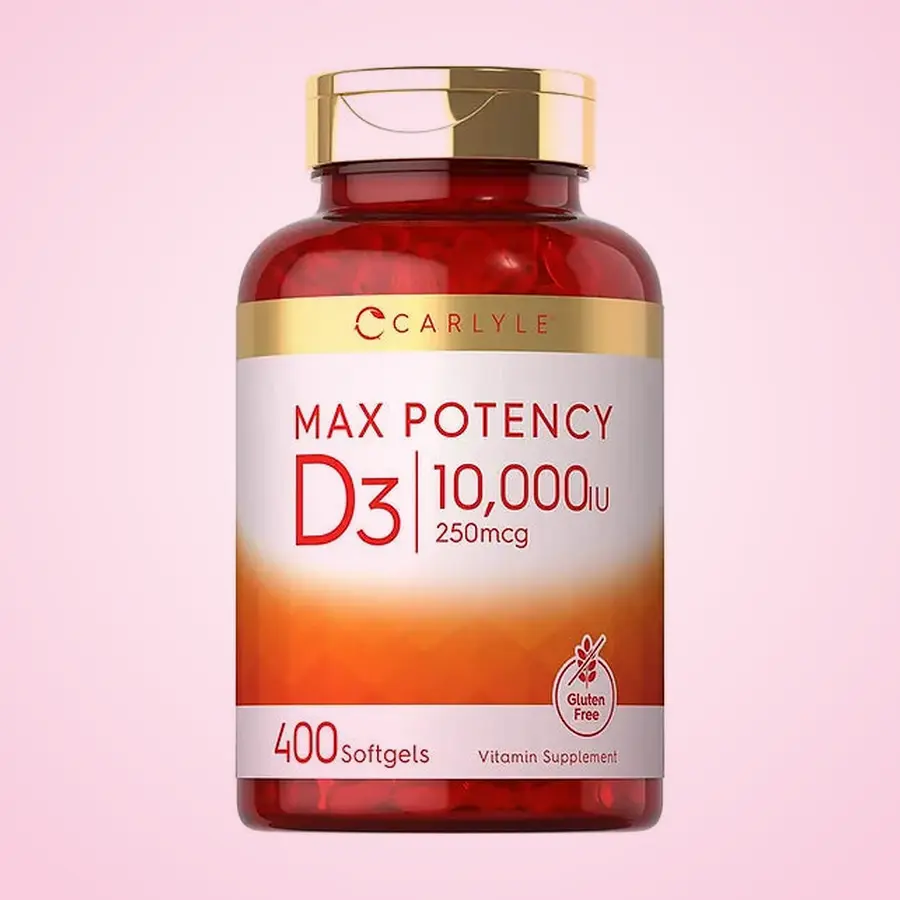 CARLYLE
MAX POTENCY
D3 10,000IU
250mcg
Gluten
Free
400 Softgels
Vitamin Supplement